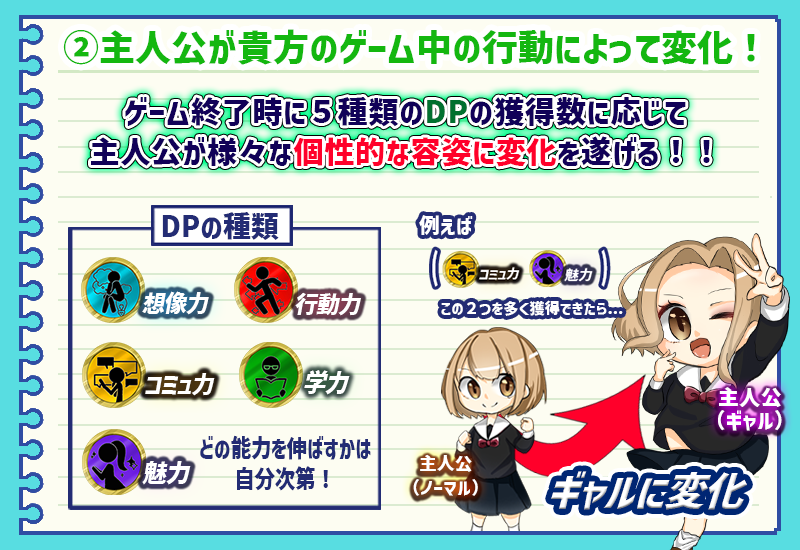 ②主人公が貴方のゲーム中の行動によって変化！
ゲーム終了時に５種類のDPの獲得数に応じて
主人公が様々な個性的な容姿に変化を遂げる！！
DPの種類
想像力
行動力
コミュ力
学力
魅力
どの能力を伸ばすかは
自分次第！
例えば
（コミュ力 魅力）
この２つを多く獲得できたら…
主人公
（ノーマル）
主人公
（ギャル）
ギャルに変化